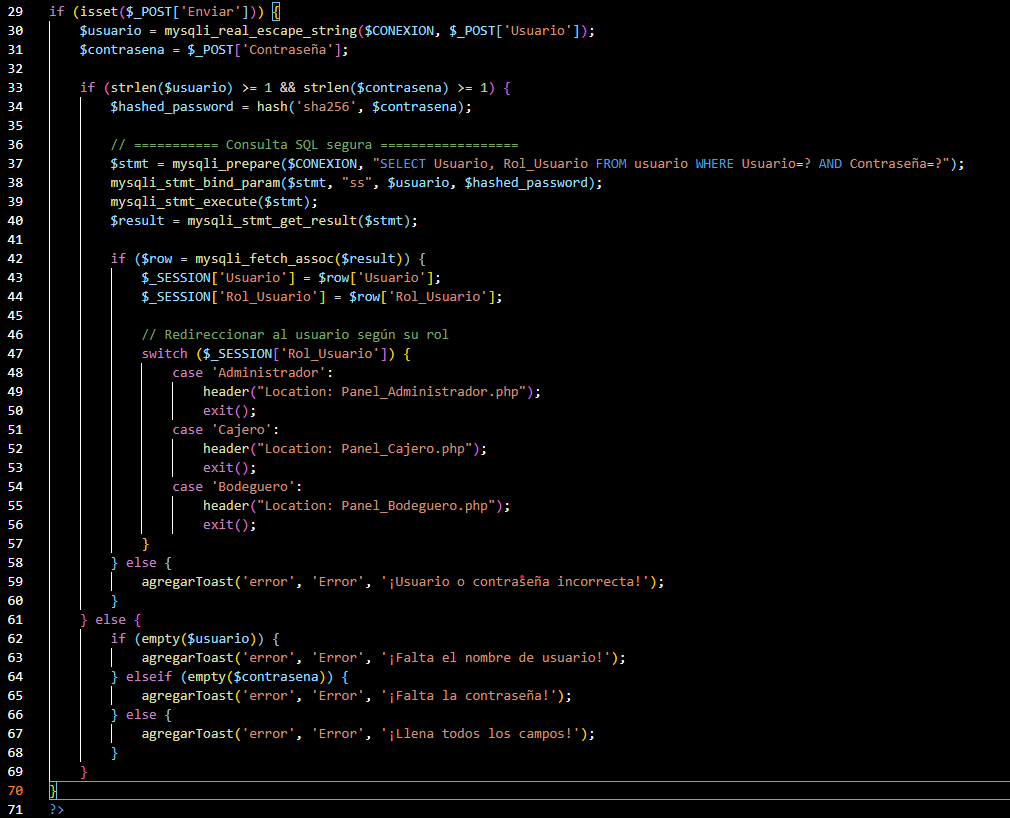 29 if (isset($_POST['Enviar'])) {
30 $usuario = mysqli_real_escape_string($CONEXION, $_POST['Usuario']);
31 $contrasena = $_POST['Contraseña'];
32
33 if (strlen($usuario) >= 1 && strlen($contrasena) >= 1) {
34 $hashed_password = hash('sha256', $contrasena);
35
36 // =========== Consulta SQL segura ==================
37 $stmt = mysqli_prepare($CONEXION, "SELECT Usuario, Rol_Usuario FROM usuario WHERE Usuario=? AND Contraseña=?");
38 mysqli_stmt_bind_param($stmt, "ss", $usuario, $hashed_password);
39 mysqli_stmt_execute($stmt);
40 $result = mysqli_stmt_get_result($stmt);
41
42 if ($row = mysqli_fetch_assoc($result)) {
43 $_SESSION['Usuario'] = $row['Usuario'];
44 $_SESSION['Rol_Usuario'] = $row['Rol_Usuario'];
45
46 // Redireccionar al usuario según su rol
47 switch ($_SESSION['Rol_Usuario']) {
48 case 'Administrador':
49 header("Location: Panel_Administrador.php");
50 exit();
51 case 'Cajero':
52 header("Location: Panel_Cajero.php");
53 exit();
54 case 'Bodeguero':
55 header("Location: Panel_Bodeguero.php");
56 exit();
57 }
58 } else {
59 agregarToast('error', 'Error', '¡Usuario o contraseña incorrecta!');
60 }
61 } else {
62 if (empty($usuario)) {
63 agregarToast('error', 'Error', '¡Falta el nombre de usuario!');
64 } elseif (empty($contrasena)) {
65 agregarToast('error', 'Error', '¡Falta la contraseña!');
66 } else {
67 agregarToast('error', 'Error', '¡Llena todos los campos!');
68 }
69 }
70 }
71 ?>